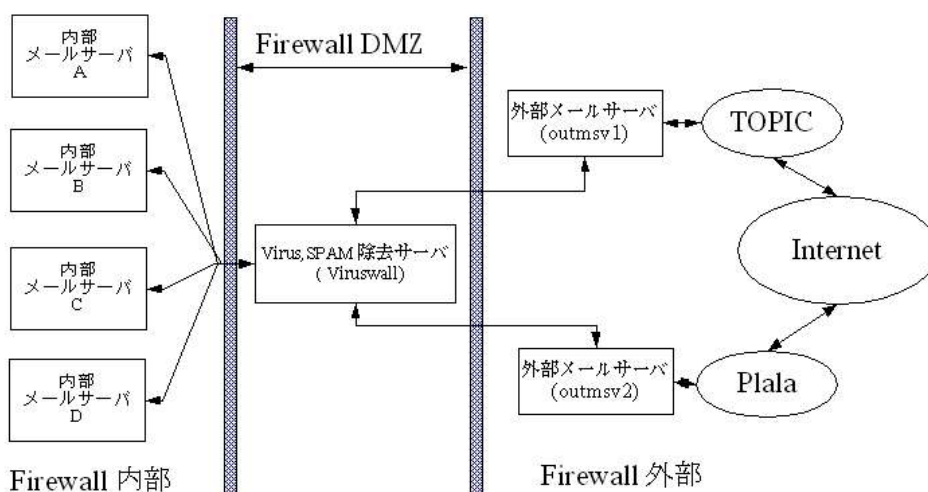 内部
メールサーバ
A
内部
メールサーバ
B
内部
メールサーバ
C
内部
メールサーバ
D
Firewall 内部
Firewall DMZ
Virus,SPAM 除去サーバ
( Viruswall)
外部メールサーバ
(outmsv1)
TOPIC
Internet
外部メールサーバ
(outmsv2)
Plala
Firewall 外部